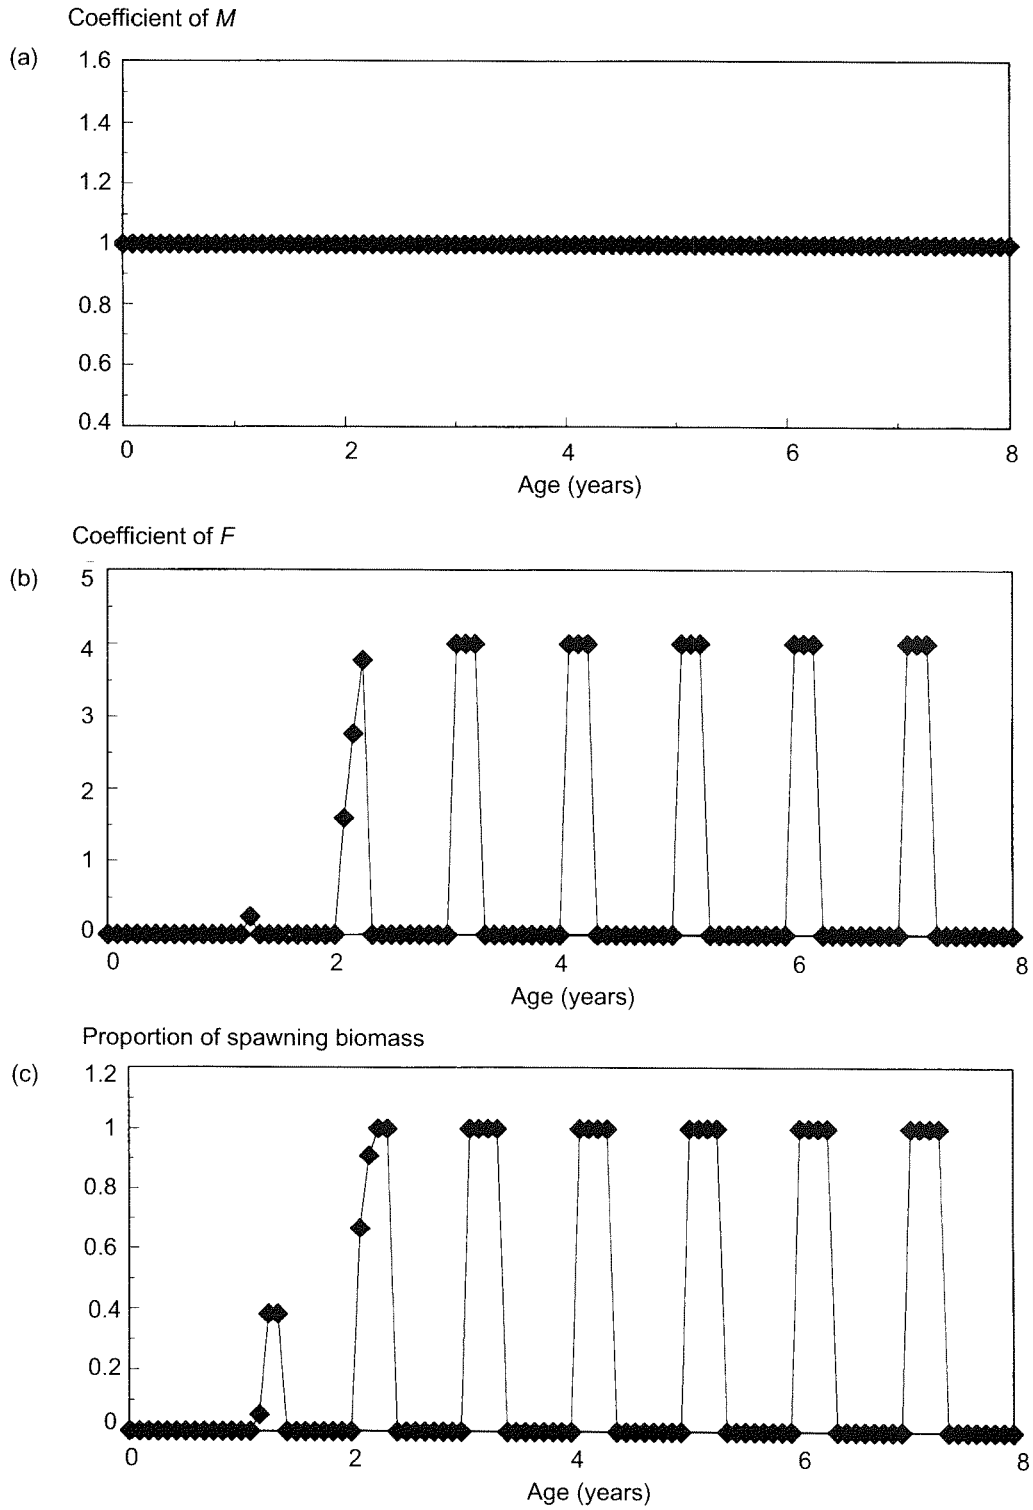 Coefficient of M
(a)
1.6
1.4
1.2
1
0.8
0.6
0.4
0 2 4 6 8
Age (years)
Coefficient of F
(b)
5
4
3
2
1
0
0 2 4 6 8
Age (years)
Proportion of spawning biomass
(c)
1.2
1
0.8
0.6
0.4
0.2
0
0 2 4 6 8
Age (years)